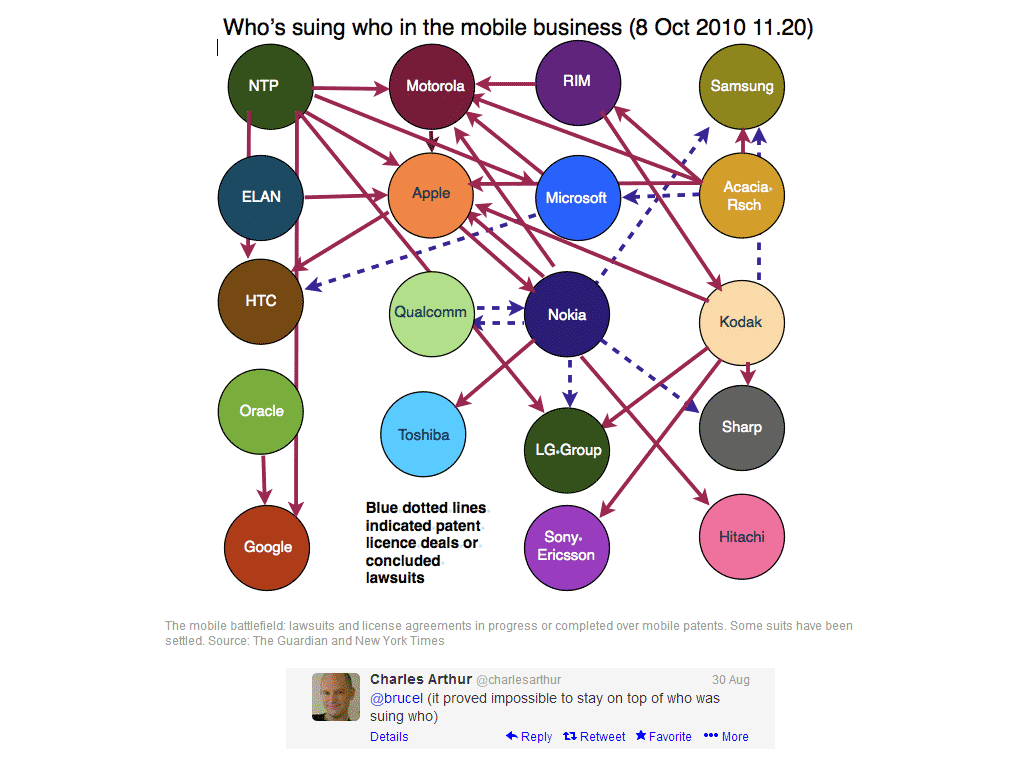 Who's suing who in the mobile business (8 Oct 2010 11.20)
NTP
Motorola
RIM
Samsung
ELAN
Apple
Microsoft
Acacia
Rsch
HTC
Qualcomm
Nokia
Kodak
Oracle
Toshiba
LG Group
Sharp
Google
Sony
Ericsson
Hitachi
Blue dotted lines
indicated patent
licence deals or
concluded
lawsuits
The mobile battlefield: lawsuits and license agreements in progress or completed over mobile patents. Some suits have been
settled. Source: The Guardian and New York Times
Charles Arthur @charlesarthur 30 Aug
@brucel (it proved impossible to stay on top of who was
suing who)
Details Reply Retweet Favorite More